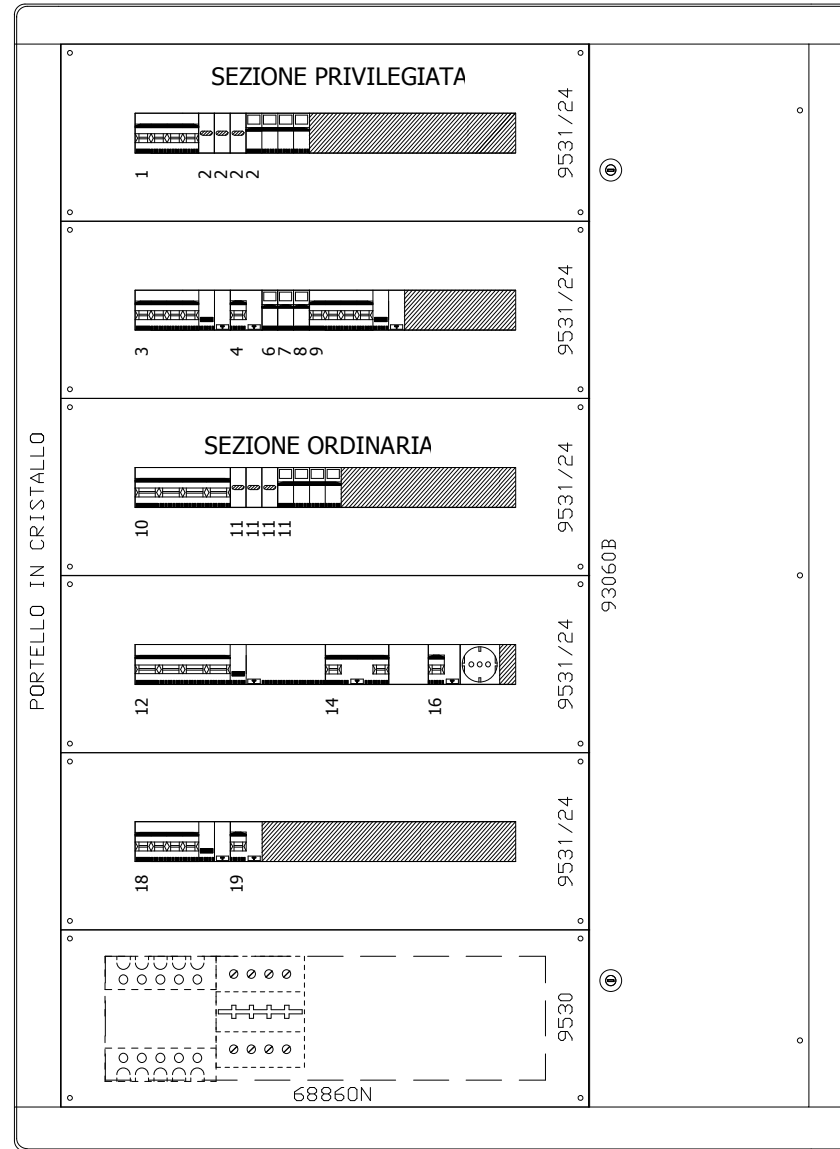 SEZIONE PRIVILEGIATA
1 2 2 2 2
9531/24
3 4 6 7 8 9
9531/24
SEZIONE ORDINARIA
10 11 11 11 11
9531/24
PORTELLO IN CRISTALLO
93060B
12 14 16
9531/24
18 19
9531/24
9530
68860N